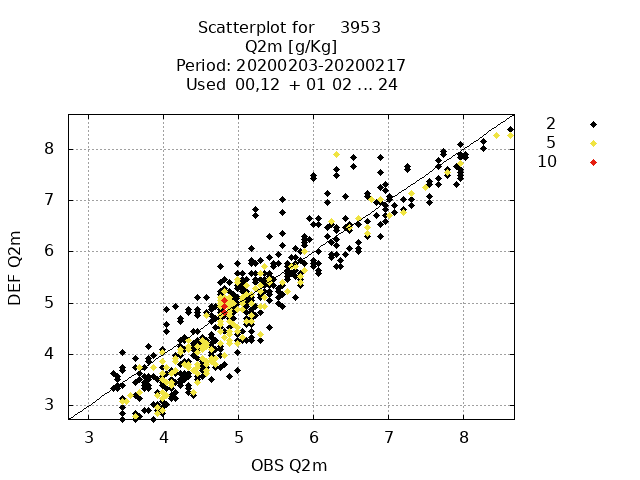 Scatterplot for 3953
Q2m [g/Kg]
Period: 20200203-20200217
Used 00,12 + 01 02 ... 24
2
5
10
8
7
6
5
4
3
DEF Q2m
3 4 5 6 7 8
OBS Q2m